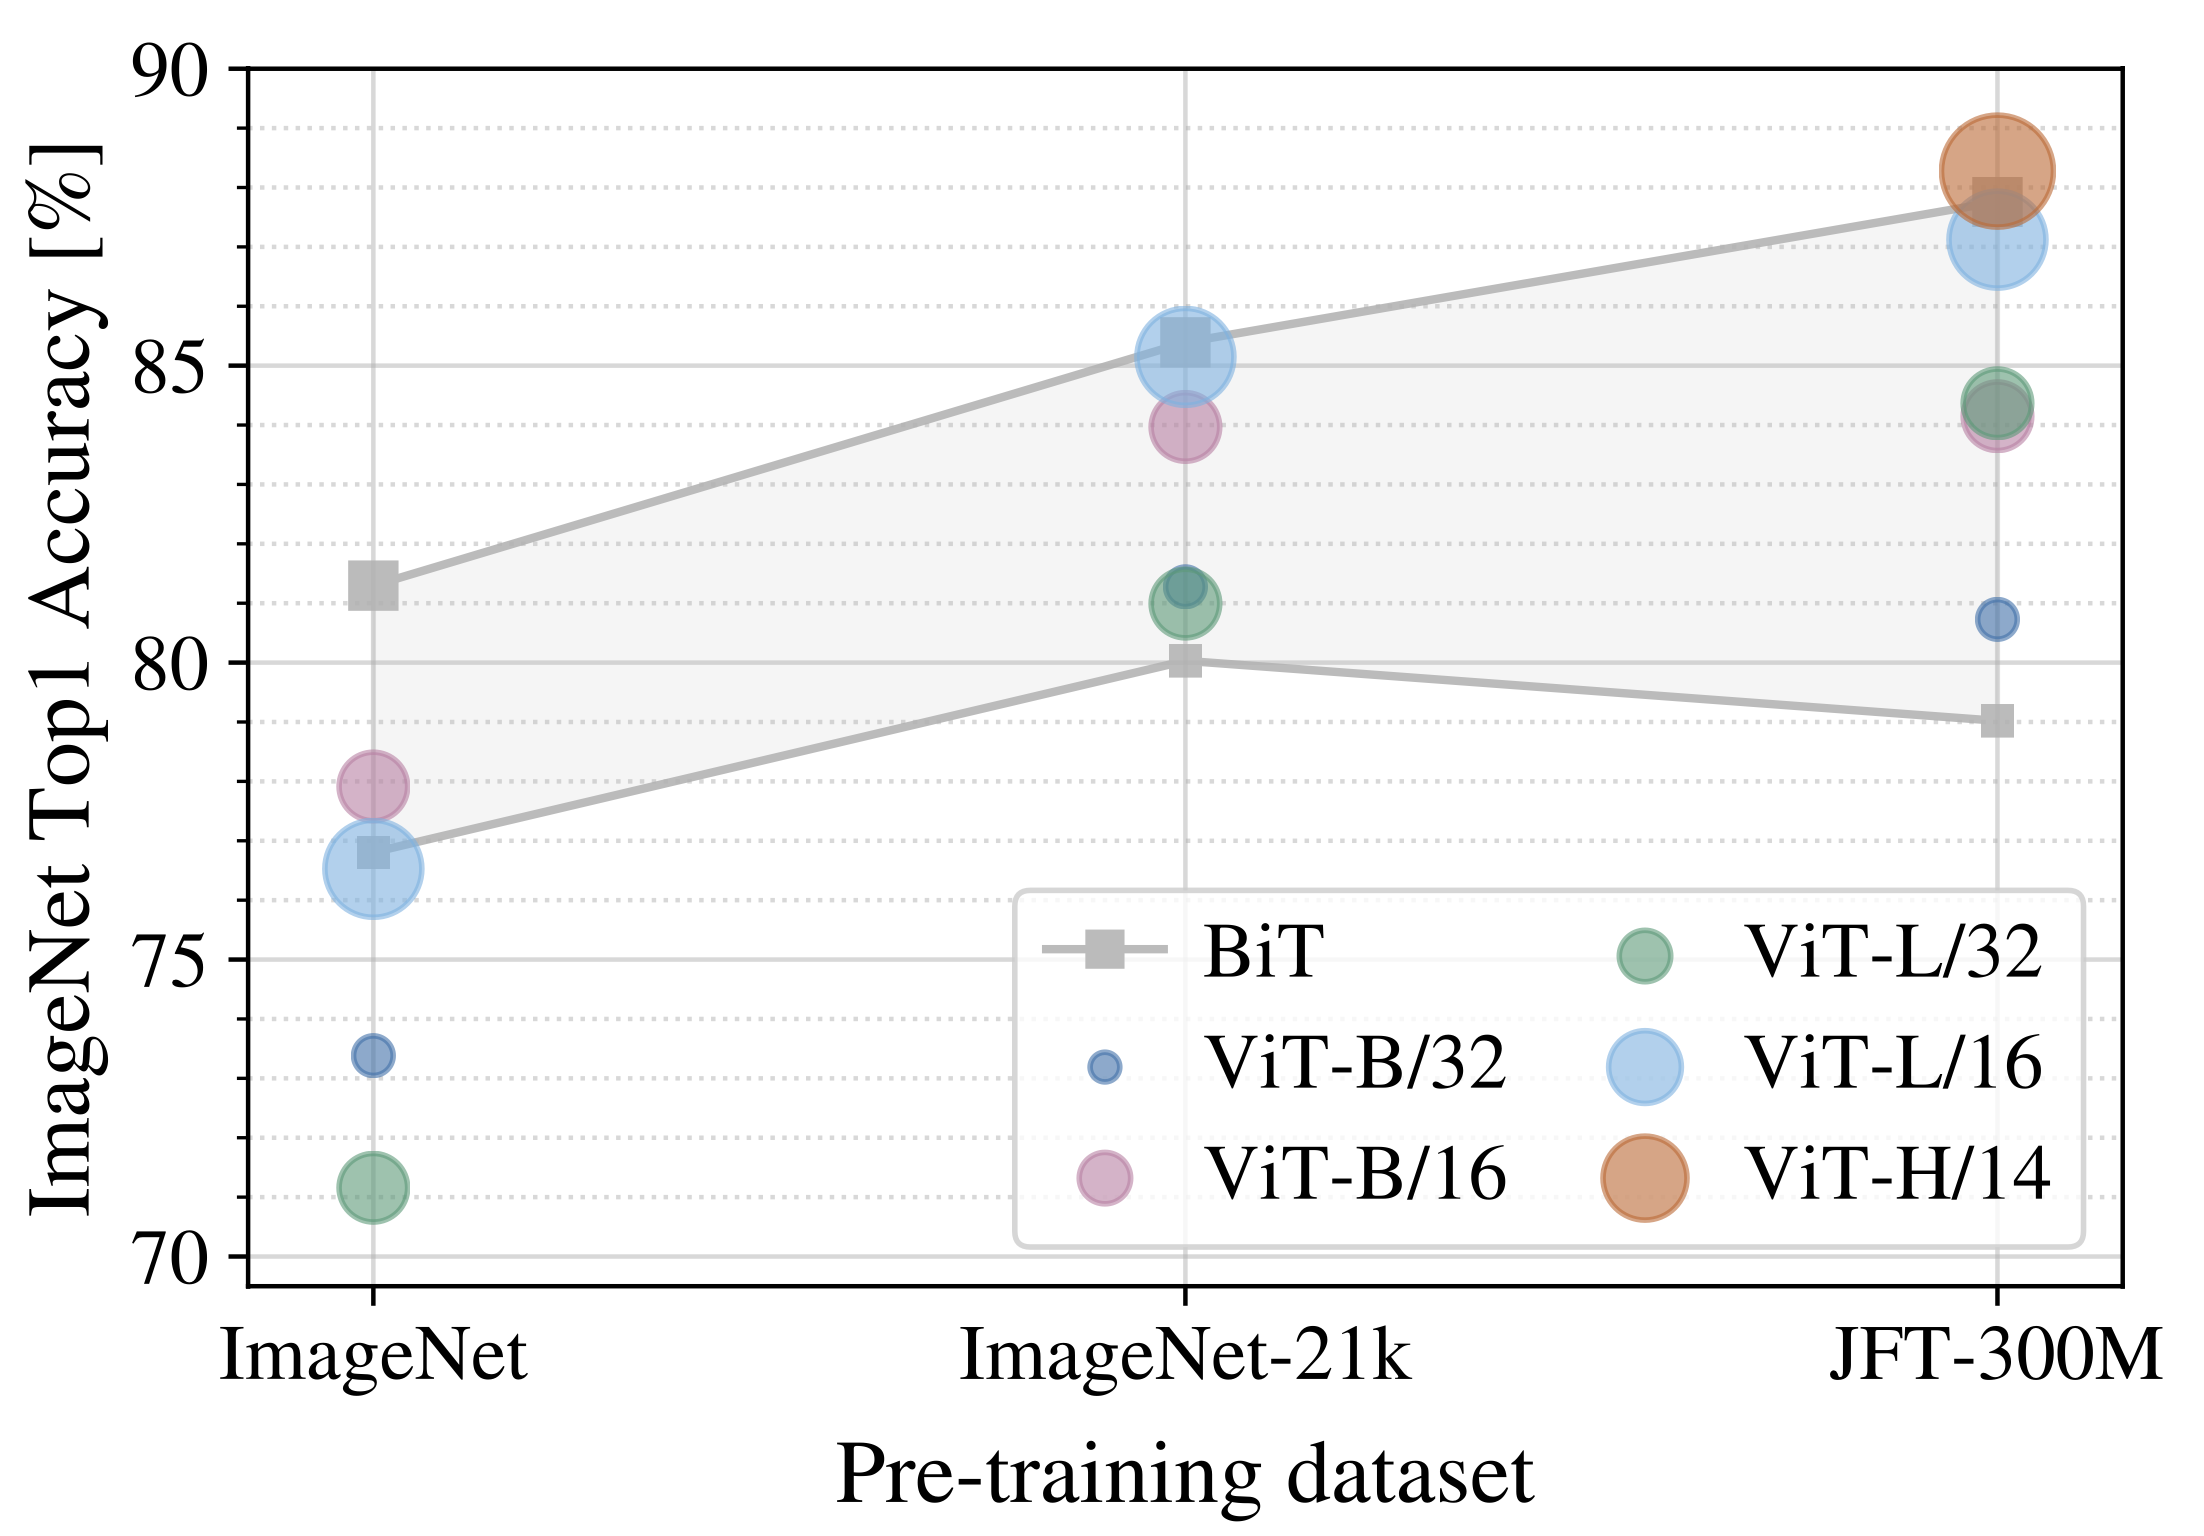 ImageNet Top1 Accuracy [%]
90
85
80
75
70
BiT
ViT-B/32
ViT-B/16
ViT-L/32
ViT-L/16
ViT-H/14
ImageNet
ImageNet-21k
JFT-300M
Pre-training dataset